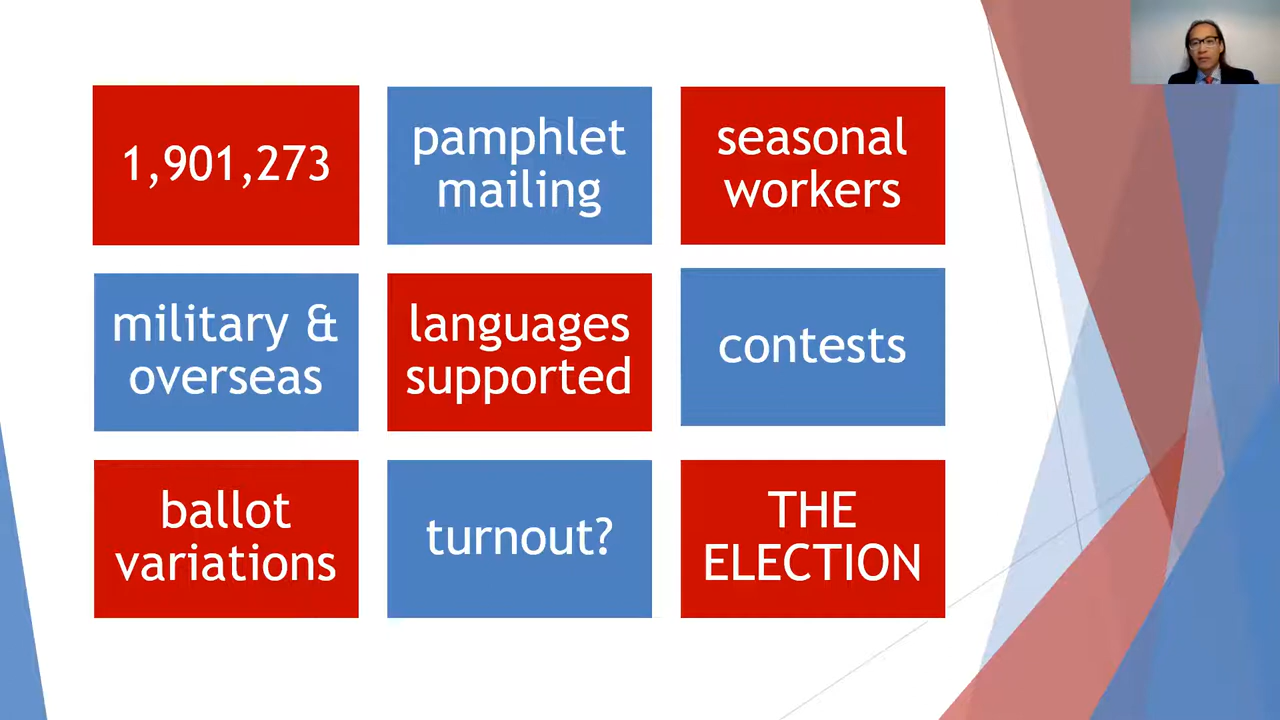 1,901,273
pamphlet
mailing
seasonal
workers
military &
overseas
languages
supported
contests
ballot
variations
turnout?
THE
ELECTION